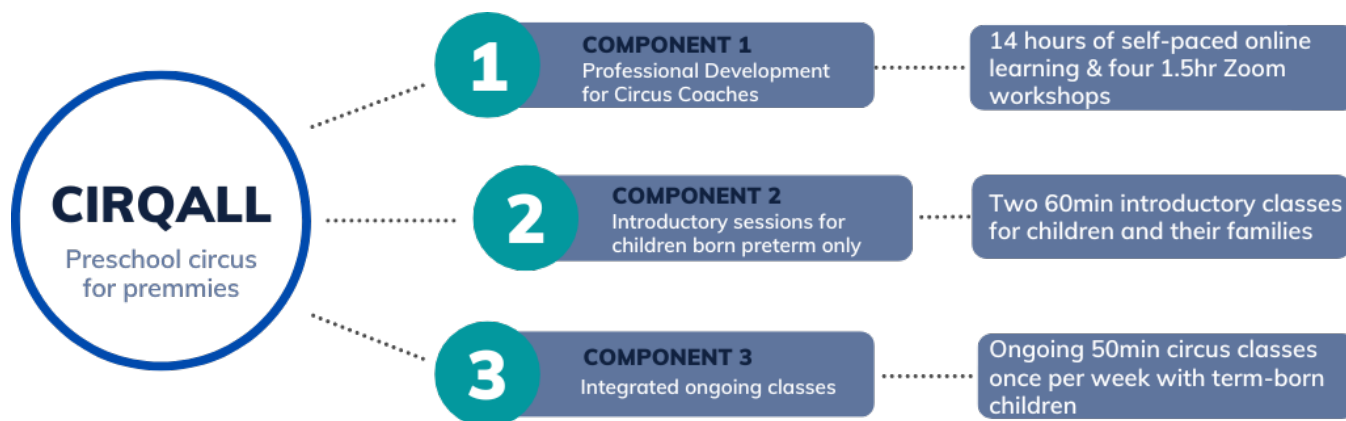 CIRQALL
Preschool circus
for premmies
1
COMPONENT 1
Professional Development
for Circus Coaches
14 hours of self-paced online
learning & four 1.5hr Zoom
workshops
2
COMPONENT 2
Introductory sessions for
children born preterm only
Two 60min introductory classes
for children and their families
3
COMPONENT 3
Integrated ongoing classes
Ongoing 50min circus classes
once per week with term-born
children